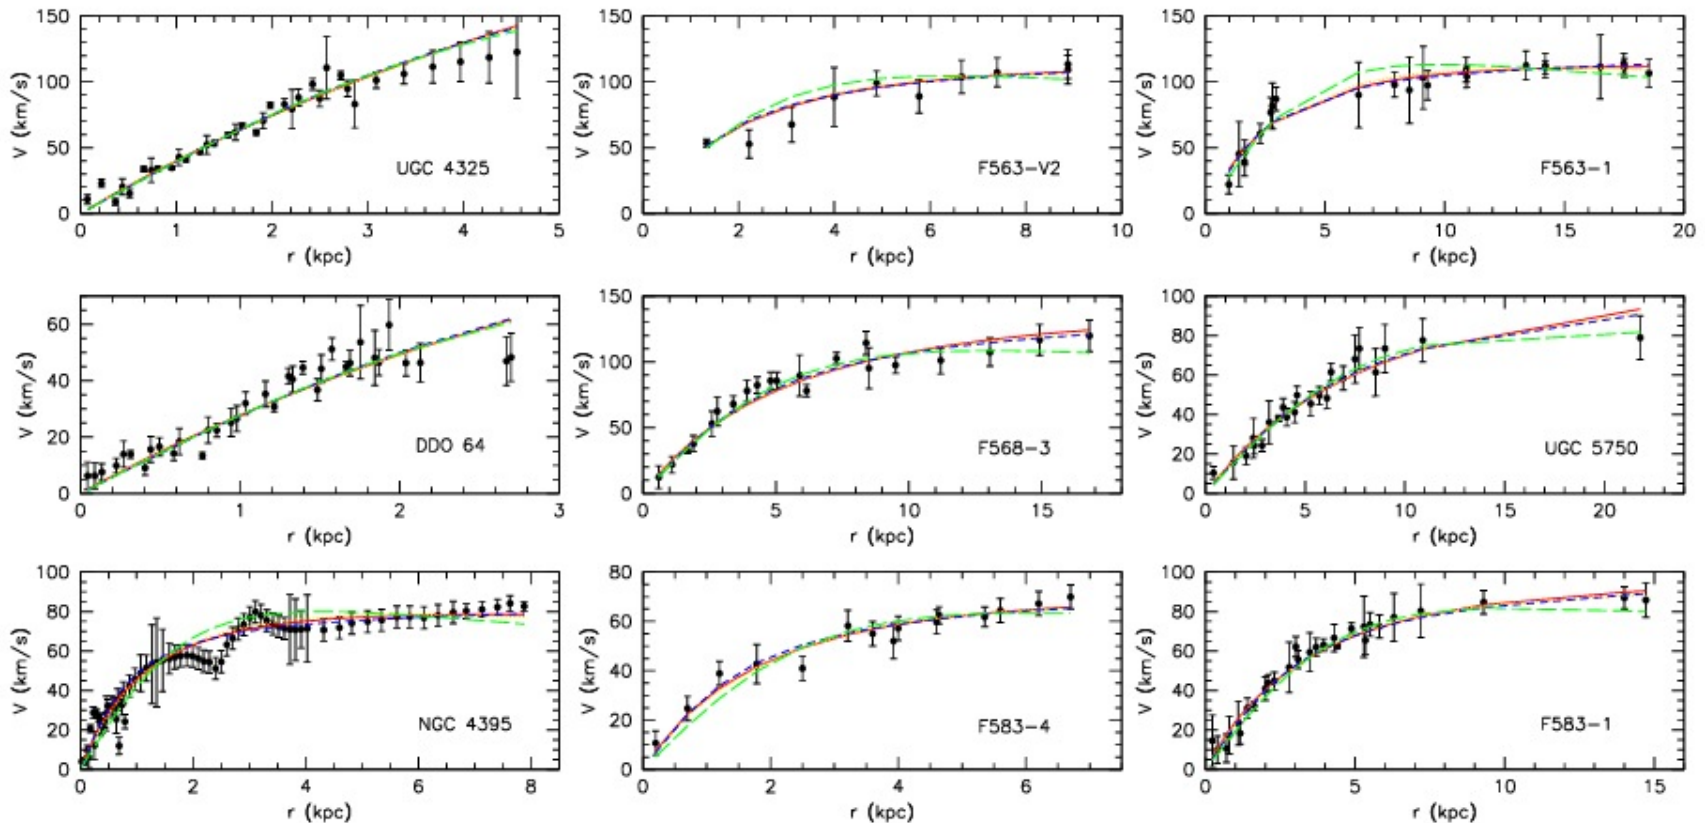 150
100
50
0
V (km/s)
UGC 4325
0 1 2 3 4 5
r (kpc)
150
100
50
0
V (km/s)
F563-V2
0 2 4 6 8 10
r (kpc)
150
100
50
0
V (km/s)
F563-1
0 5 10 15 20
r (kpc)
60
40
20
0
V (km/s)
DDO 64
0 1 2 3
r (kpc)
150
100
50
0
V (km/s)
F568-3
0 5 10 15
r (kpc)
100
80
60
40
20
0
V (km/s)
UGC 5750
0 5 10 15 20
r (kpc)
100
80
60
40
20
0
V (km/s)
NGC 4395
0 2 4 6 8
r (kpc)
80
60
40
20
0
V (km/s)
F583-4
0 2 4 6
r (kpc)
100
80
60
40
20
0
V (km/s)
F583-1
0 5 10 15
r (kpc)